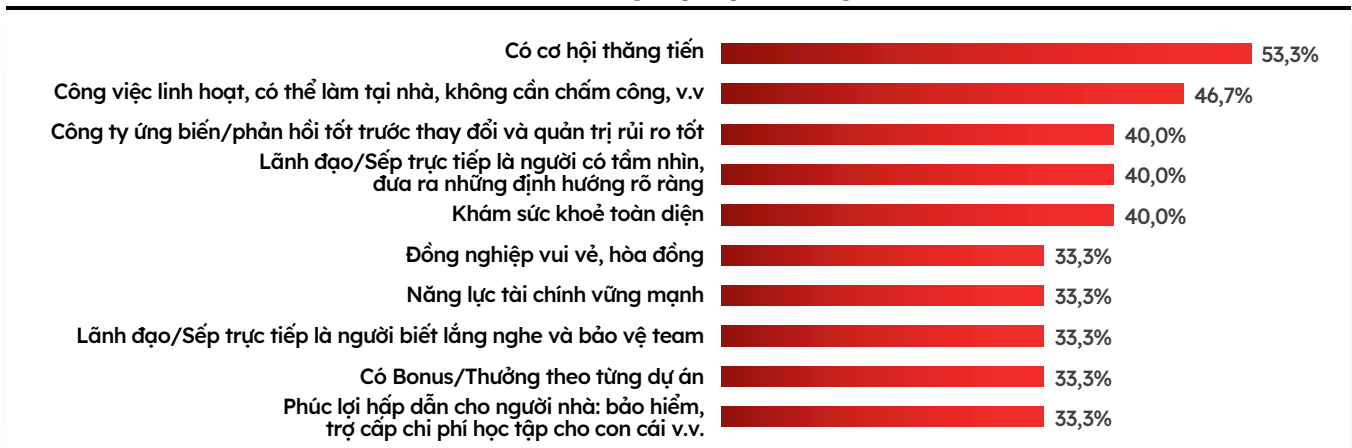 Có cơ hội thăng tiến
53,3%
Công việc linh hoạt, có thể làm tại nhà, không cần chấm công, v.v
46,7%
Công ty ứng biến/phản hồi tốt trước thay đổi và quản trị rủi ro tốt
40,0%
Lãnh đạo/Sếp trực tiếp là người có tầm nhìn,
đưa ra những định hướng rõ ràng
40,0%
Khám sức khoẻ toàn diện
40,0%
Đồng nghiệp vui vẻ, hòa đồng
33,3%
Năng lực tài chính vững mạnh
33,3%
Lãnh đạo/Sếp trực tiếp là người biết lắng nghe và bảo vệ team
33,3%
Có Bonus/Thưởng theo từng dự án
33,3%
Phúc lợi hấp dẫn cho người nhà: bảo hiểm,
trợ cấp chi phí học tập cho con cái v.v.
33,3%